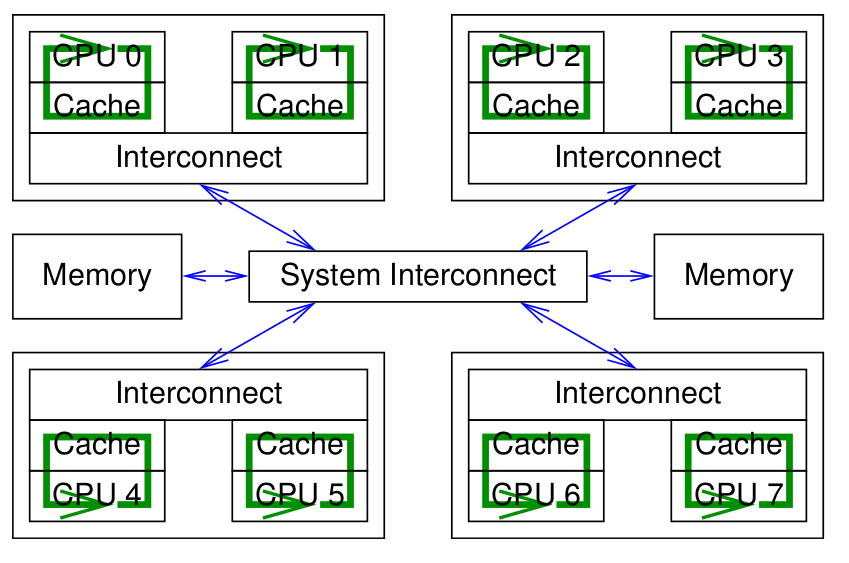 CPU 0
CPU 1
CPU 2
CPU 3
Cache
Cache
Cache
Cache
Interconnect
Interconnect
Memory
System Interconnect
Memory
Interconnect
Interconnect
Cache
Cache
Cache
Cache
CPU 4
CPU 5
CPU 6
CPU 7